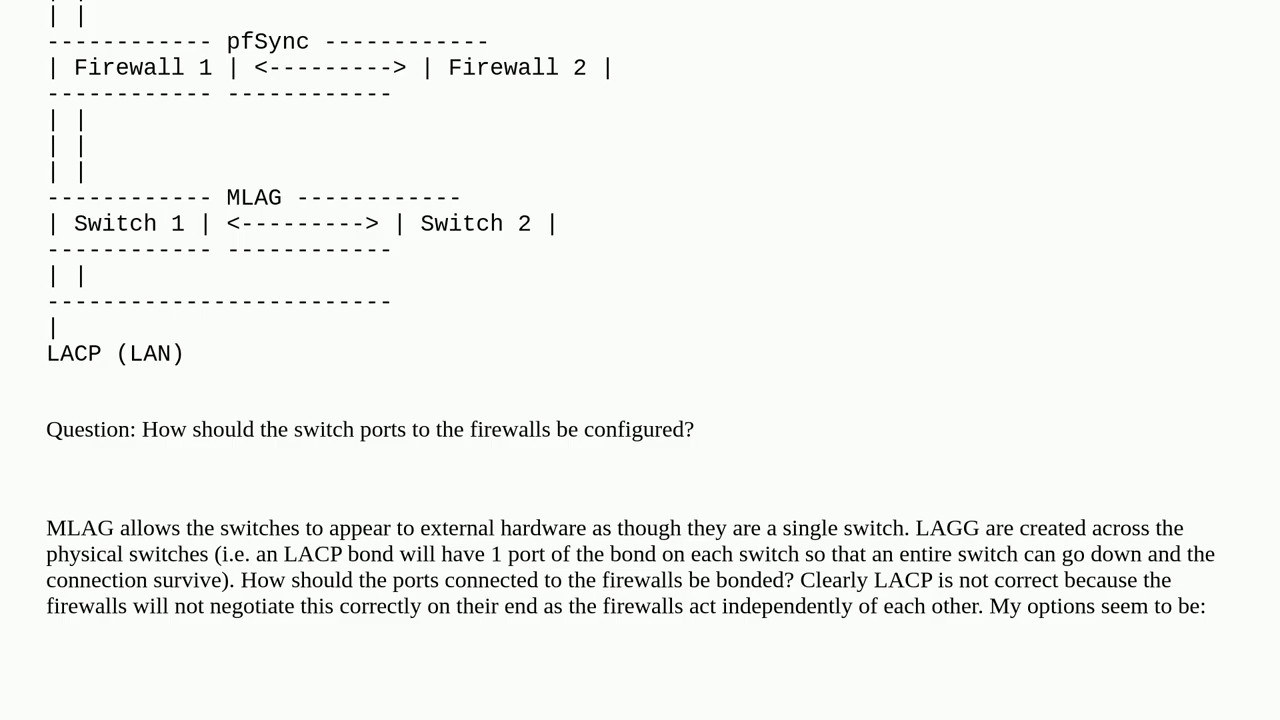 | |
------------ pfSync ------------
| Firewall 1 | <---------> | Firewall 2 |
------------ ------------
| |
| |
| |
------------ MLAG ------------
| Switch 1 | <---------> | Switch 2 |
------------ ------------
| |
-------------------------
|
LACP (LAN)
Question: How should the switch ports to the firewalls be configured?
MLAG allows the switches to appear to external hardware as though they are a single switch. LAGG are created across the
physical switches (i.e. an LACP bond will have 1 port of the bond on each switch so that an entire switch can go down and the
connection survive). How should the ports connected to the firewalls be bonded? Clearly LACP is not correct because the
firewalls will not negotiate this correctly on their end as the firewalls act independently of each other. My options seem to be: